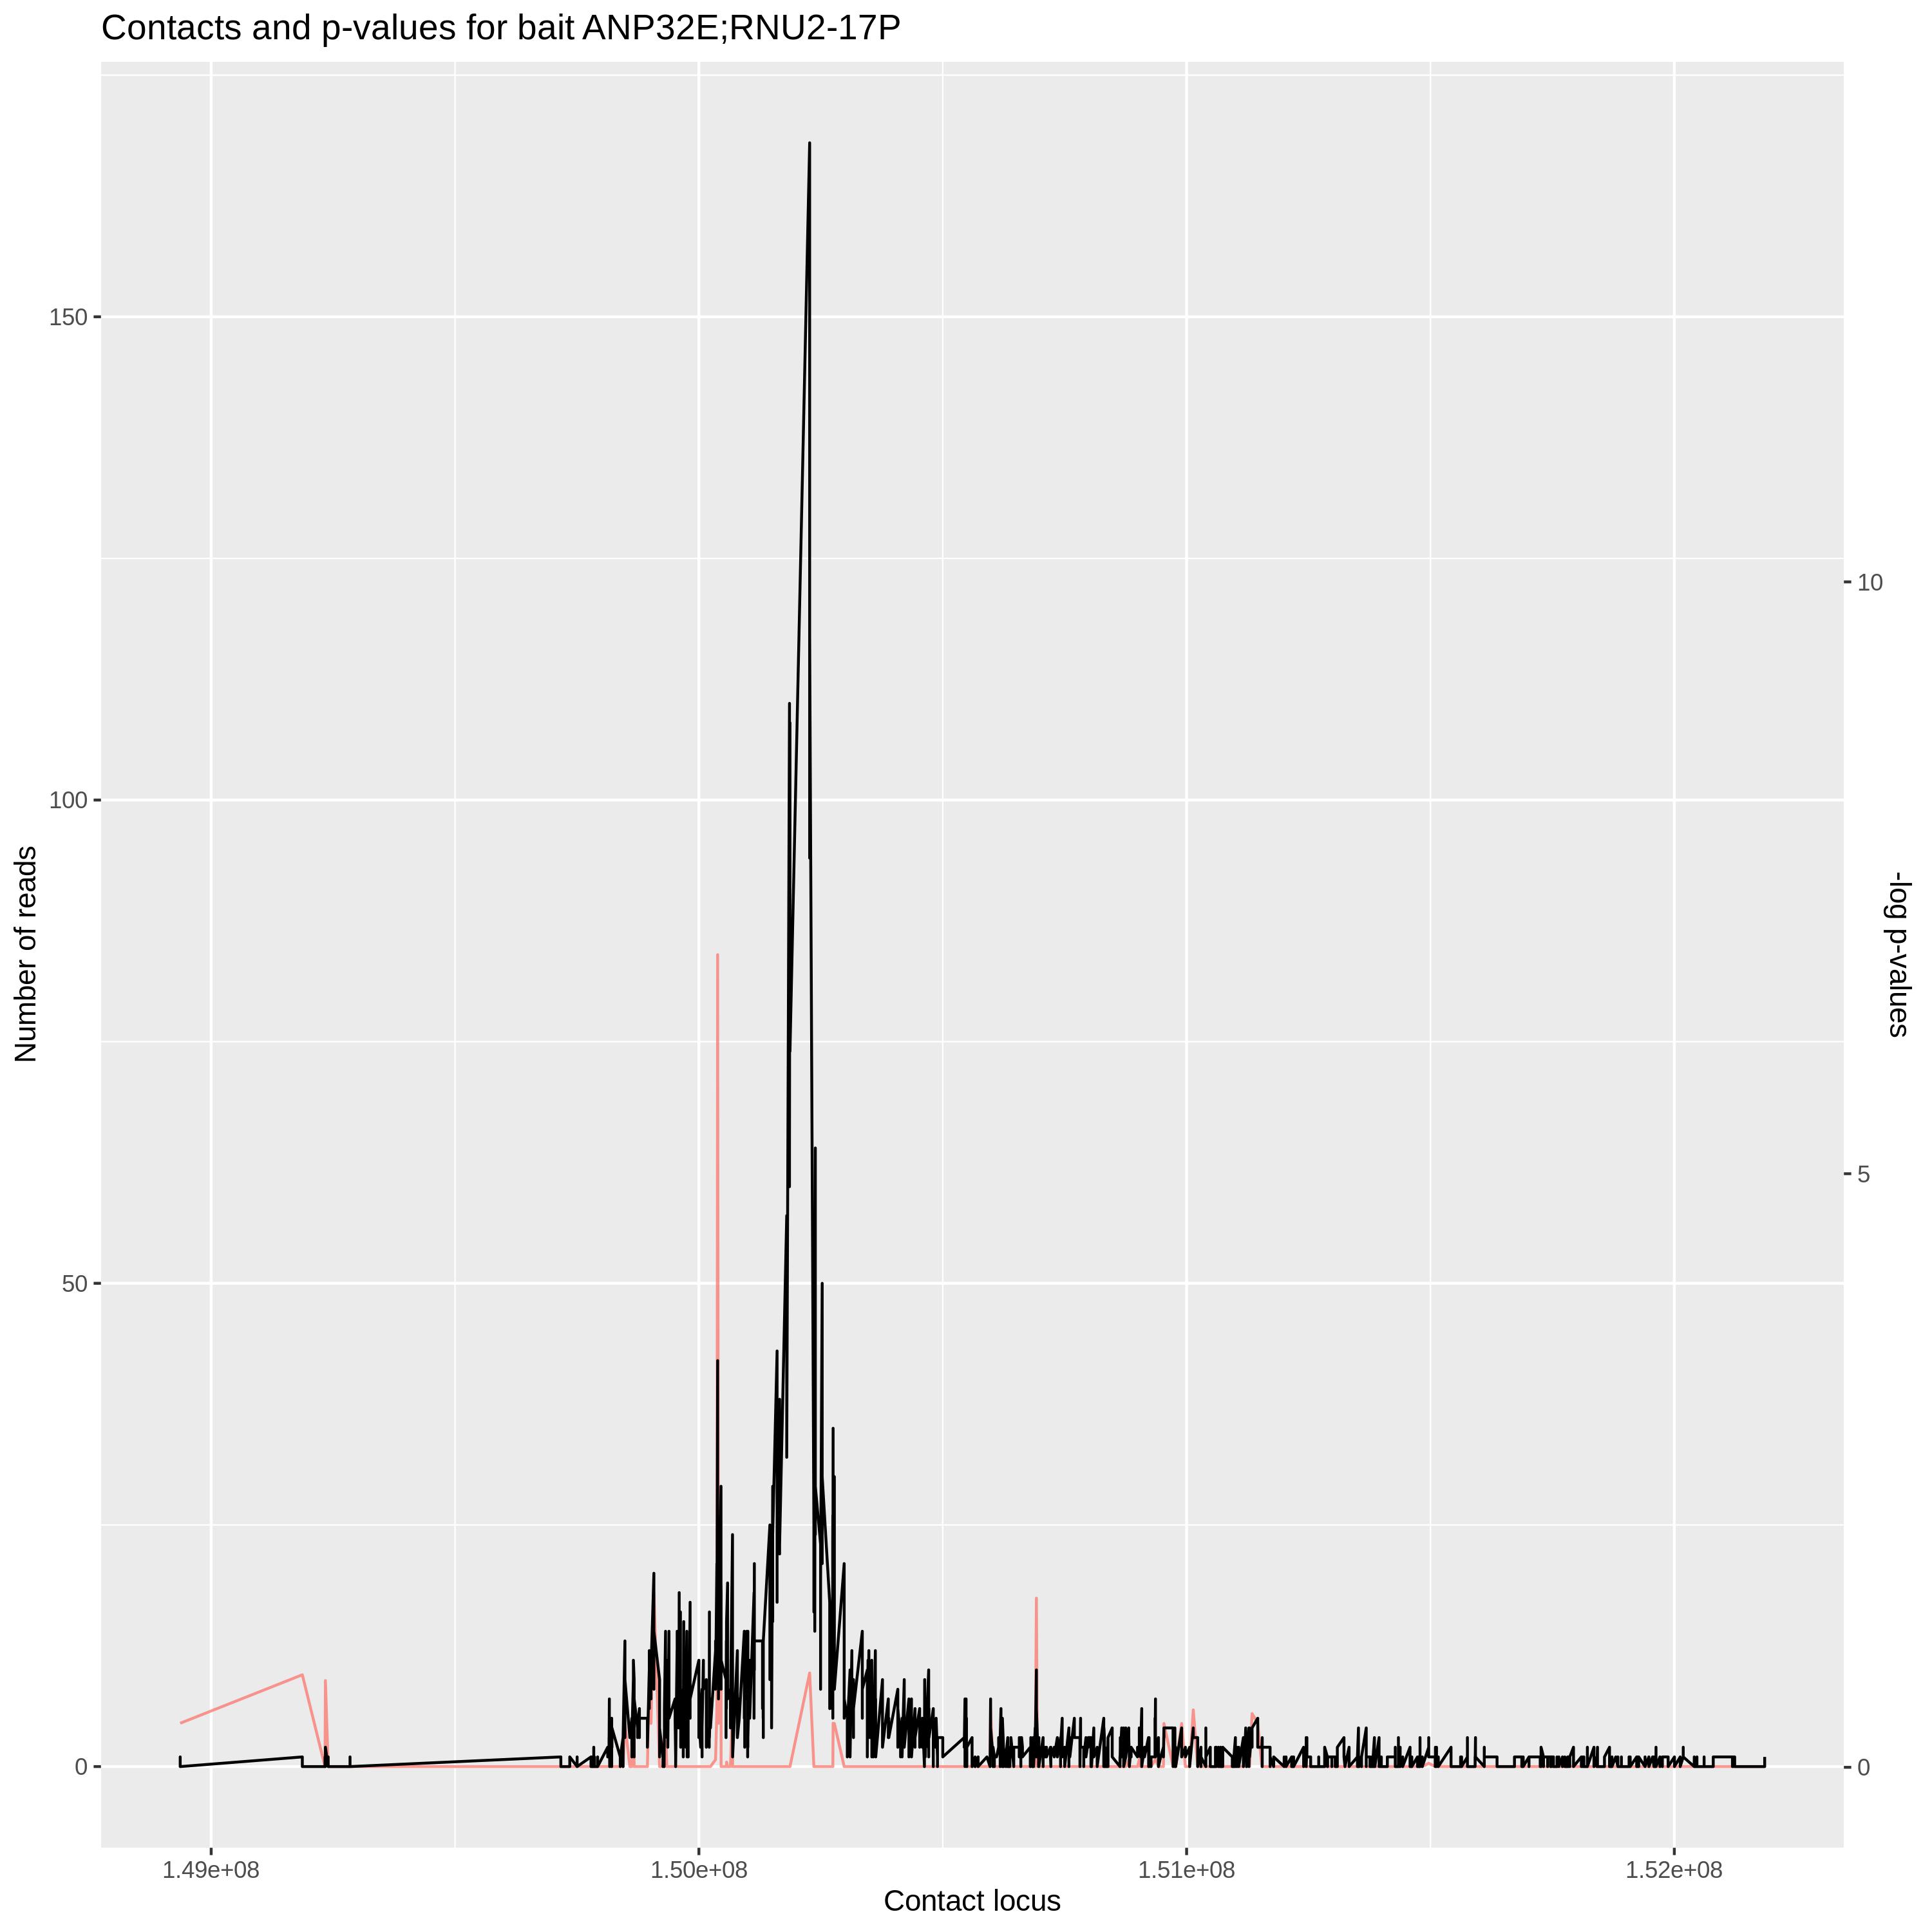 Contacts and p-values for bait ANP32E;RNU2-17P
150
100
50
0
Number of reads
10
5
0
-log p-values
1.49e+08
1.50e+08
1.51e+08
1.52e+08
Contact locus